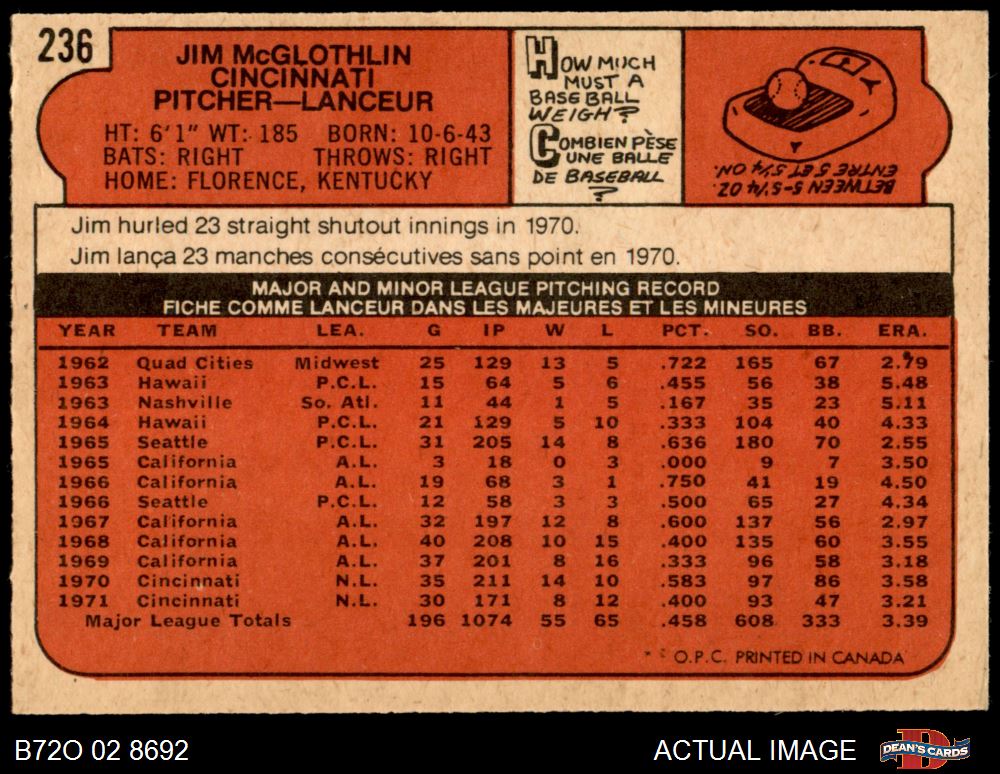 236
JIM McGLOTHLIN
CINCINNATI
PITCHER—LANCEUR
HT: 6'1" WT: 185 BORN: 10-6-43
BATS: RIGHT THROWS: RIGHT
HOME: FLORENCE, KENTUCKY
HOW MUCH
MUST A
BASEBALL
WEIGH?
COMBIEN PÈSE
UNE BALLE
DE BASEBALL
?
BETWEEN 5-5 1/4 OZ.
ENTRE 5 ET 5 1/4 ON.
Jim hurled 23 straight shutout innings in 1970.
Jim lança 23 manches consécutives sans point en 1970.
MAJOR AND MINOR LEAGUE PITCHING RECORD
FICHE COMME LANCEUR DANS LES MAJEURES ET LES MINEURES
YEAR TEAM LEA. G IP W L PCT. SO. BB. ERA.
1962 Quad Cities Midwest 25 129 13 5 .722 165 67 2.79
1963 Hawaii P.C.L. 15 64 5 6 .455 56 38 5.48
1963 Nashville So. Atl. 11 44 1 5 .167 35 23 5.11
1964 Hawaii P.C.L. 21 129 5 10 .333 104 40 4.33
1965 Seattle P.C.L. 31 205 14 8 .636 180 70 2.55
1965 California A.L. 3 18 0 3 .000 9 7 3.50
1966 California A.L. 19 68 3 1 .750 41 19 4.50
1966 Seattle P.C.L. 12 58 3 3 .500 65 27 4.34
1967 California A.L. 32 197 12 8 .600 137 56 2.97
1968 California A.L. 40 208 10 15 .400 135 60 3.55
1969 California A.L. 37 201 8 16 .333 96 58 3.18
1970 Cincinnati N.L. 35 211 14 10 .583 97 86 3.58
1971 Cincinnati N.L. 30 171 8 12 .400 93 47 3.21
Major League Totals 196 1074 55 65 .458 608 333 3.39
* O.P.C. PRINTED IN CANADA
B72O 02 8692
ACTUAL IMAGE
DEAN'S CARDS